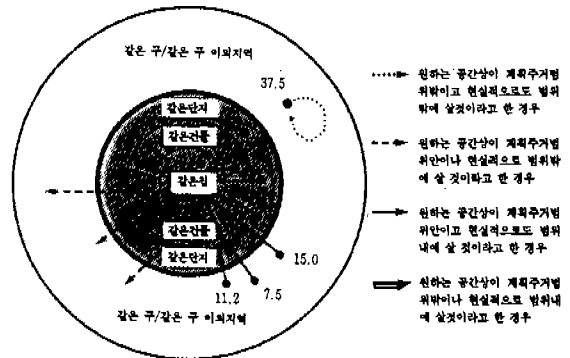 같은 구/같은 구 이외지역
37.5
같은단지
같은건물
같은집
같은건물
같은단지
15.0
7.5
11.2
같은 구/같은 구 이외지역
원하는 공간상이 계획주거범
위밖이고 현실적으로도 범위
밖에 살것이라고 한 경우
원하는 공간상이 계획주거범
위안이나 현실적으로 범위밖
에 살 것이라고 한 경우
원하는 공간상이 계획주거범
위안이고 현실적으로도 범위
내에 살 것이라고 한 경우
원하는 공간상이 계획주거범
위밖이나 현실적으로 범위내
에 살것이라고 한 경우